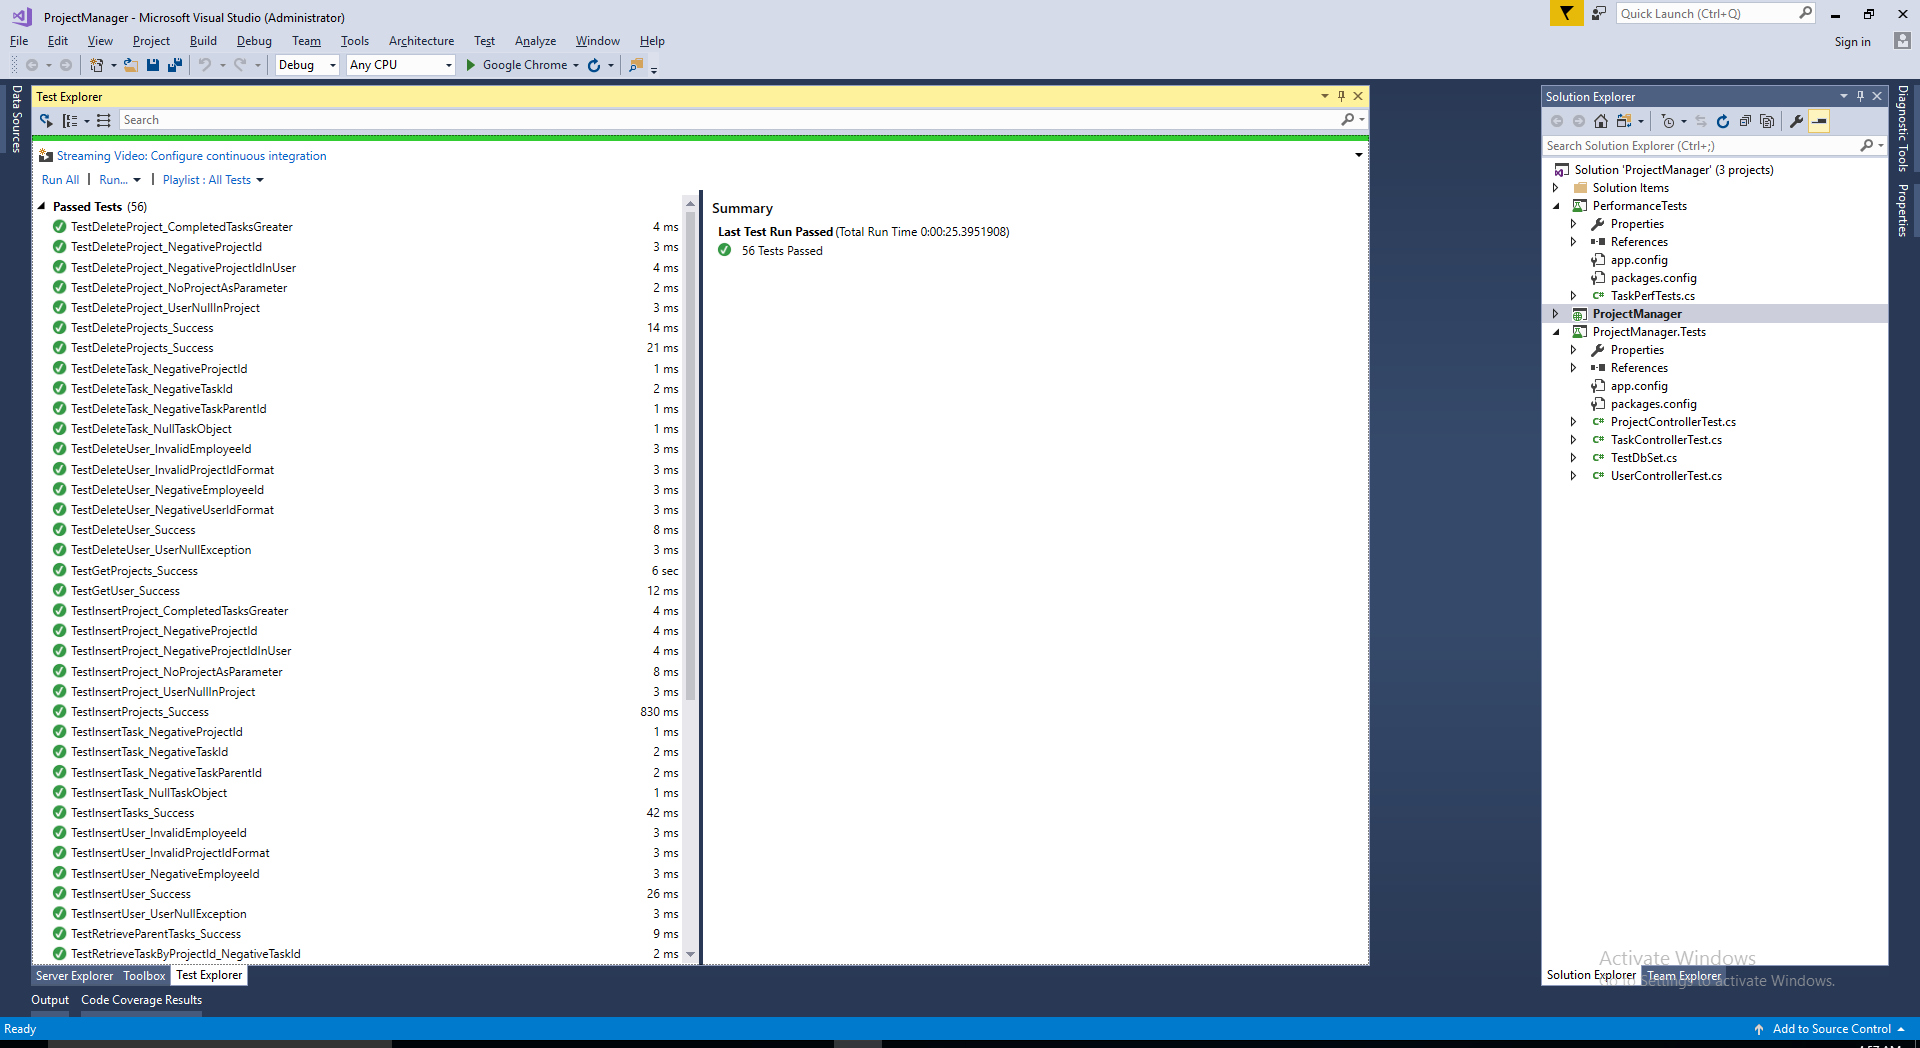 ProjectManager - Microsoft Visual Studio (Administrator)
Quick Launch (Ctrl+Q)
File Edit View Project Build Debug Team Tools Architecture Test Analyze Window Help
Sign in
Debug Any CPU Google Chrome
Data Sources
Test Explorer
Search
Streaming Video: Configure continuous integration
Run All | Run... | Playlist : All Tests
Passed Tests (56)
TestDeleteProject_CompletedTasksGreater 4 ms
TestDeleteProject_NegativeProjectId 3 ms
TestDeleteProject_NegativeProjectIdInUser 4 ms
TestDeleteProject_NoProjectAsParameter 2 ms
TestDeleteProject_UserNullInProject 3 ms
TestDeleteProjects_Success 14 ms
TestDeleteProjects_Success 21 ms
TestDeleteTask_NegativeProjectId 1 ms
TestDeleteTask_NegativeTaskId 2 ms
TestDeleteTask_NegativeTaskParentId 1 ms
TestDeleteTask_NullTaskObject 1 ms
TestDeleteUser_InvalidEmployeeId 3 ms
TestDeleteUser_InvalidProjectIdFormat 3 ms
TestDeleteUser_NegativeEmployeeId 3 ms
TestDeleteUser_NegativeUserIdFormat 3 ms
TestDeleteUser_Success 8 ms
TestDeleteUser_UserNullException 3 ms
TestGetProjects_Success 6 sec
TestGetUser_Success 12 ms
TestInsertProject_CompletedTasksGreater 4 ms
TestInsertProject_NegativeProjectId 4 ms
TestInsertProject_NegativeProjectIdInUser 4 ms
TestInsertProject_NoProjectAsParameter 8 ms
TestInsertProject_UserNullInProject 3 ms
TestInsertProjects_Success 830 ms
TestInsertTask_NegativeProjectId 1 ms
TestInsertTask_NegativeTaskId 2 ms
TestInsertTask_NegativeTaskParentId 2 ms
TestInsertTask_NullTaskObject 1 ms
TestInsertTasks_Success 42 ms
TestInsertUser_InvalidEmployeeId 3 ms
TestInsertUser_InvalidProjectIdFormat 3 ms
TestInsertUser_NegativeEmployeeId 3 ms
TestInsertUser_Success 26 ms
TestInsertUser_UserNullException 3 ms
TestRetrieveParentTasks_Success 9 ms
TestRetrieveTaskByProjectId_NegativeTaskId 2 ms
Summary
Last Test Run Passed (Total Run Time 0:00:25.3951908)
56 Tests Passed
Solution Explorer
Search Solution Explorer (Ctrl+;)
Solution 'ProjectManager' (3 projects)
Solution Items
PerformanceTests
Properties
References
app.config
packages.config
C# TaskPerfTests.cs
ProjectManager
ProjectManager.Tests
Properties
References
app.config
packages.config
C# ProjectControllerTest.cs
C# TaskControllerTest.cs
C# TestDbSet.cs
C# UserControllerTest.cs
Diagnostic Tools
Properties
Activate Windows
Go to Settings to activate Windows.
Solution Explorer Team Explorer
Server Explorer Toolbox Test Explorer
Output Code Coverage Results
Ready
Add to Source Control